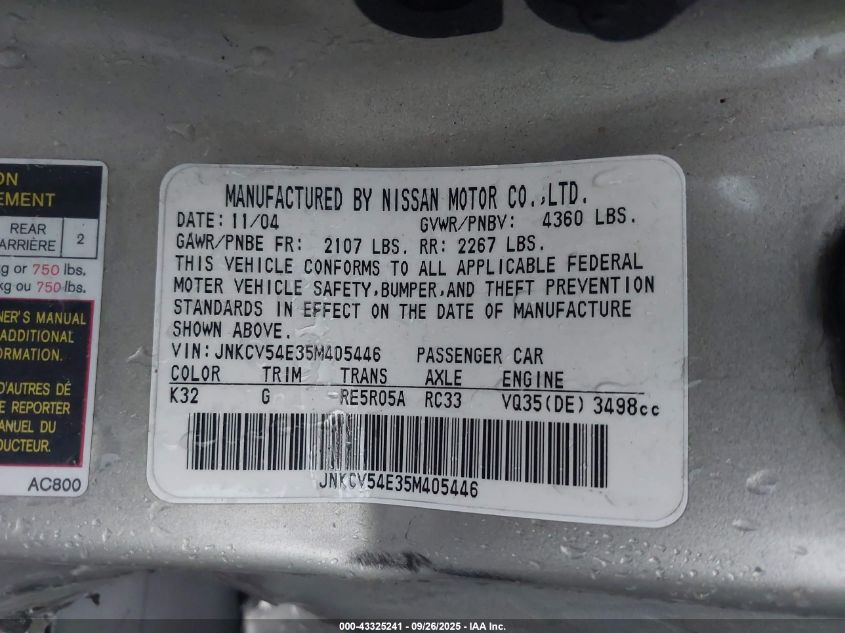 ON
EMENT
REAR
ARRIÈRE
2
kg or 750 lbs.
kg ou 750 lbs.
NER'S MANUAL
ADDITIONAL
FORMATION.
D'AUTRES DÉ
E REPORTER
ANUEL DU
DUCTEUR.
AC800
MANUFACTURED BY NISSAN MOTOR CO.,LTD.
DATE: 11/04 GVWR/PNBV: 4360 LBS.
GAWR/PNBE FR: 2107 LBS. RR: 2267 LBS.
THIS VEHICLE CONFORMS TO ALL APPLICABLE FEDERAL
MOTER VEHICLE SAFETY,BUMPER,AND THEFT PREVENTION
STANDARDS IN EFFECT ON THE DATE OF MANUFACTURE
SHOWN ABOVE.
VIN:JNKCV54E35M405446 PASSENGER CAR
COLOR TRIM TRANS AXLE ENGINE
K32 G RE5R05A RC33 VQ35(DE) 3498cc
JNKCV54E35M405446
000-43325241 - 09/26/2025 - IAA Inc.